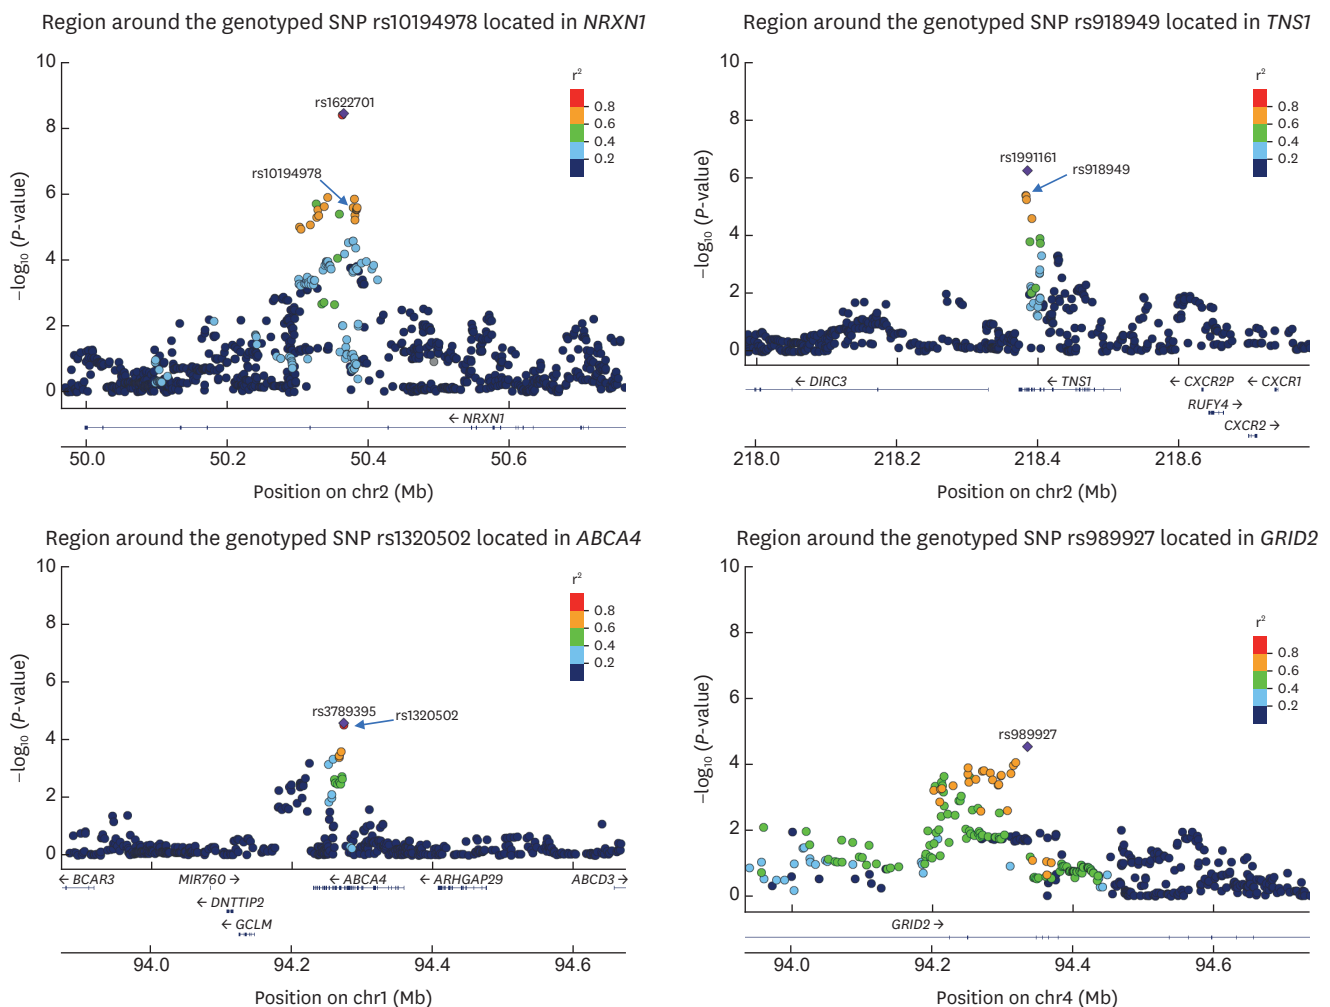 Region around the genotyped SNP rs10194978 located in NRXN1
10
8
6
4
2
0
−log₁₀ (P-value)
r²
0.8
0.6
0.4
0.2
rs1622701
rs10194978
← NRXN1
50.0 50.2 50.4 50.6
Position on chr2 (Mb)
Region around the genotyped SNP rs918949 located in TNS1
10
8
6
4
2
0
−log₁₀ (P-value)
r²
0.8
0.6
0.4
0.2
rs1991161
rs918949
← DIRC3 ← TNS1 ← CXCR2P ← CXCR1
RUFY4 →
CXCR2 →
218.0 218.2 218.4 218.6
Position on chr2 (Mb)
Region around the genotyped SNP rs1320502 located in ABCA4
10
8
6
4
2
0
−log₁₀ (P-value)
r²
0.8
0.6
0.4
0.2
rs3789395
rs1320502
← BCAR3 MIR760 → ← ABCA4 ← ARHGAP29 ABCD3 →
← DNTTIP2
← GCLM
94.0 94.2 94.4 94.6
Position on chr1 (Mb)
Region around the genotyped SNP rs989927 located in GRID2
10
8
6
4
2
0
−log₁₀ (P-value)
r²
0.8
0.6
0.4
0.2
rs989927
GRID2 →
94.0 94.2 94.4 94.6
Position on chr4 (Mb)